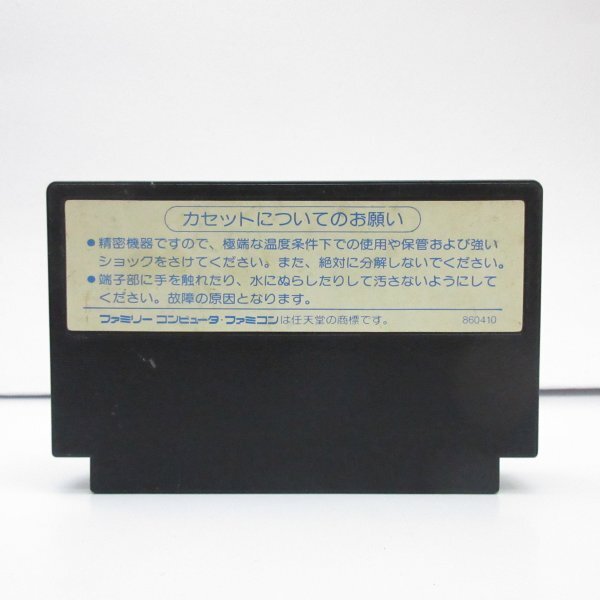 カセットについてのお願い
●精密機器ですので、極端な温度条件下での使用や保管および強い
ショックをさけてください。また、絶対に分解しないでください。
●端子部に手を触れたり、水にぬらしたりして汚さないようにして
ください。故障の原因となります。
ファミリーコンピュータ・ファミコンは任天堂の商標です。 860410